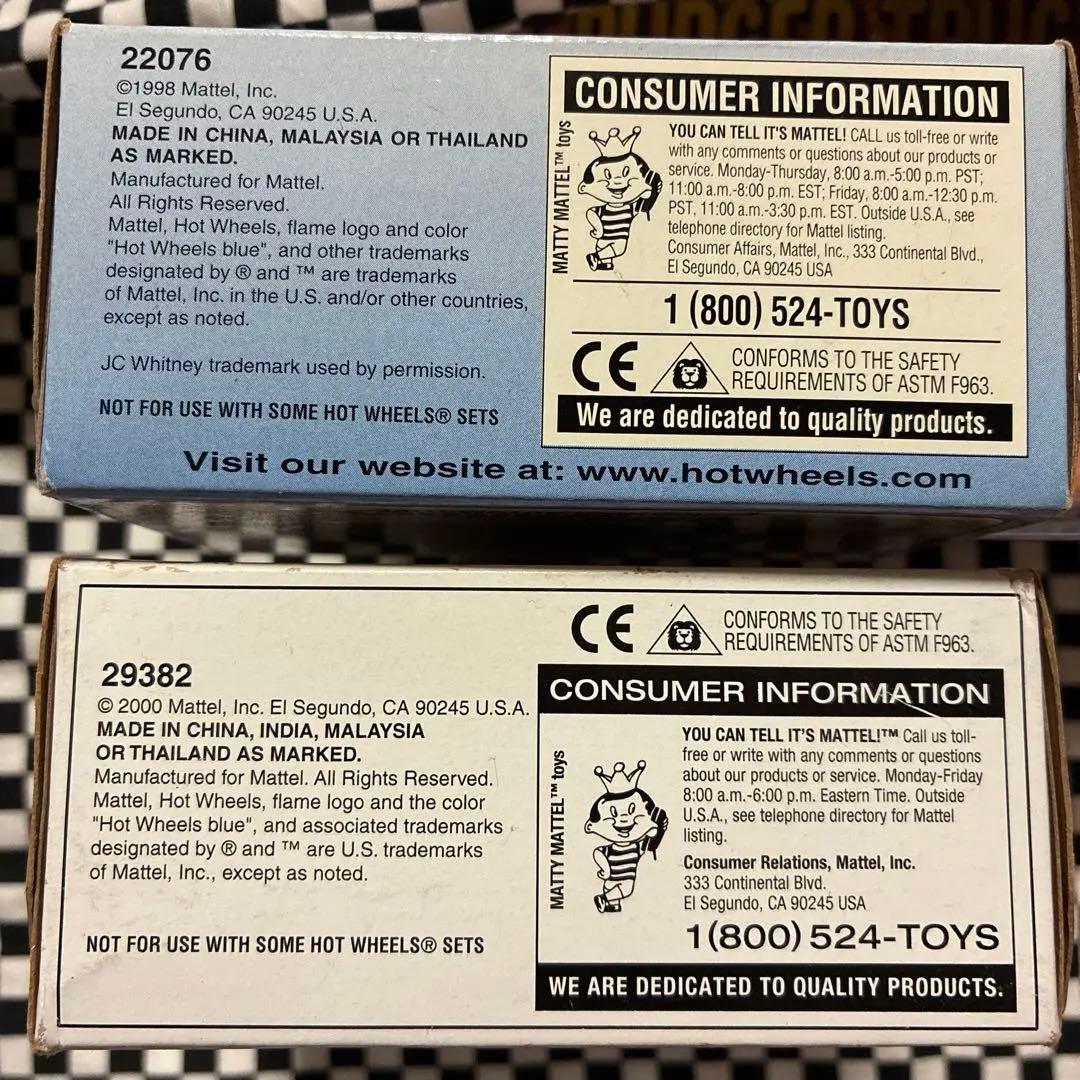 22076
©1998 Mattel, Inc.
El Segundo, CA 90245 U.S.A.
MADE IN CHINA, MALAYSIA OR THAILAND
AS MARKED.
Manufactured for Mattel.
All Rights Reserved.
Mattel, Hot Wheels, flame logo and color
"Hot Wheels blue", and other trademarks
designated by ® and ™ are trademarks
of Mattel, Inc. in the U.S. and/or other countries,
except as noted.
JC Whitney trademark used by permission.
NOT FOR USE WITH SOME HOT WHEELS® SETS
CONSUMER INFORMATION
MATTY MATTEL™ toys
YOU CAN TELL IT'S MATTEL! CALL us toll-free or write
with any comments or questions about our products or
service. Monday-Thursday, 8:00 a.m.-5:00 p.m. PST;
11:00 a.m.-8:00 p.m. EST; Friday, 8:00 a.m.-12:30 p.m.
PST, 11:00 a.m.-3:30 p.m. EST. Outside U.S.A., see
telephone directory for Mattel listing.
Consumer Affairs, Mattel, Inc., 333 Continental Blvd.,
El Segundo, CA 90245 USA
1 (800) 524-TOYS
CE
CONFORMS TO THE SAFETY
REQUIREMENTS OF ASTM F963.
We are dedicated to quality products.
Visit our website at: www.hotwheels.com
29382
© 2000 Mattel, Inc. El Segundo, CA 90245 U.S.A.
MADE IN CHINA, INDIA, MALAYSIA
OR THAILAND AS MARKED.
Manufactured for Mattel. All Rights Reserved.
Mattel, Hot Wheels, flame logo and the color
"Hot Wheels blue", and associated trademarks
designated by ® and ™ are U.S. trademarks
of Mattel, Inc., except as noted.
NOT FOR USE WITH SOME HOT WHEELS® SETS
CE
CONFORMS TO THE SAFETY
REQUIREMENTS OF ASTM F963.
CONSUMER INFORMATION
MATTY MATTEL™ toys
YOU CAN TELL IT'S MATTEL!™ Call us toll-
free or write with any comments or questions
about our products or service. Monday-Friday
8:00 a.m.-6:00 p.m. Eastern Time. Outside
U.S.A., see telephone directory for Mattel
listing.
Consumer Relations, Mattel, Inc.
333 Continental Blvd.
El Segundo, CA 90245 USA
1(800) 524-TOYS
WE ARE DEDICATED TO QUALITY PRODUCTS.